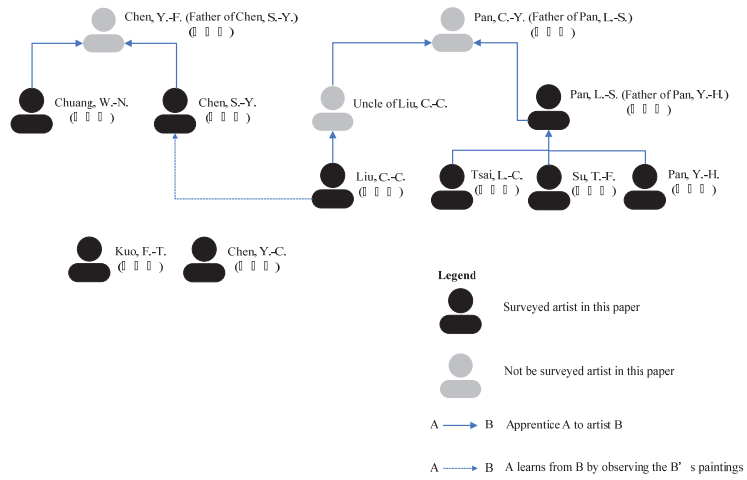 Chen, Y.-F. (Father of Chen, S.-Y.)
Pan, C.-Y. (Father of Pan, L.-S.)
Chuang, W.-N.
Chen, S.-Y.
Uncle of Liu, C.-C.
Pan, L.-S. (Father of Pan, Y.-H.)
Liu, C.-C.
Tsai, L.-C.
Su, T.-F.
Pan, Y.-H.
Kuo, F.-T.
Chen, Y.-C.
Legend
Surveyed artist in this paper
Not be surveyed artist in this paper
A B Apprentice A to artist B
A B A learns from B by observing the B’s paintings